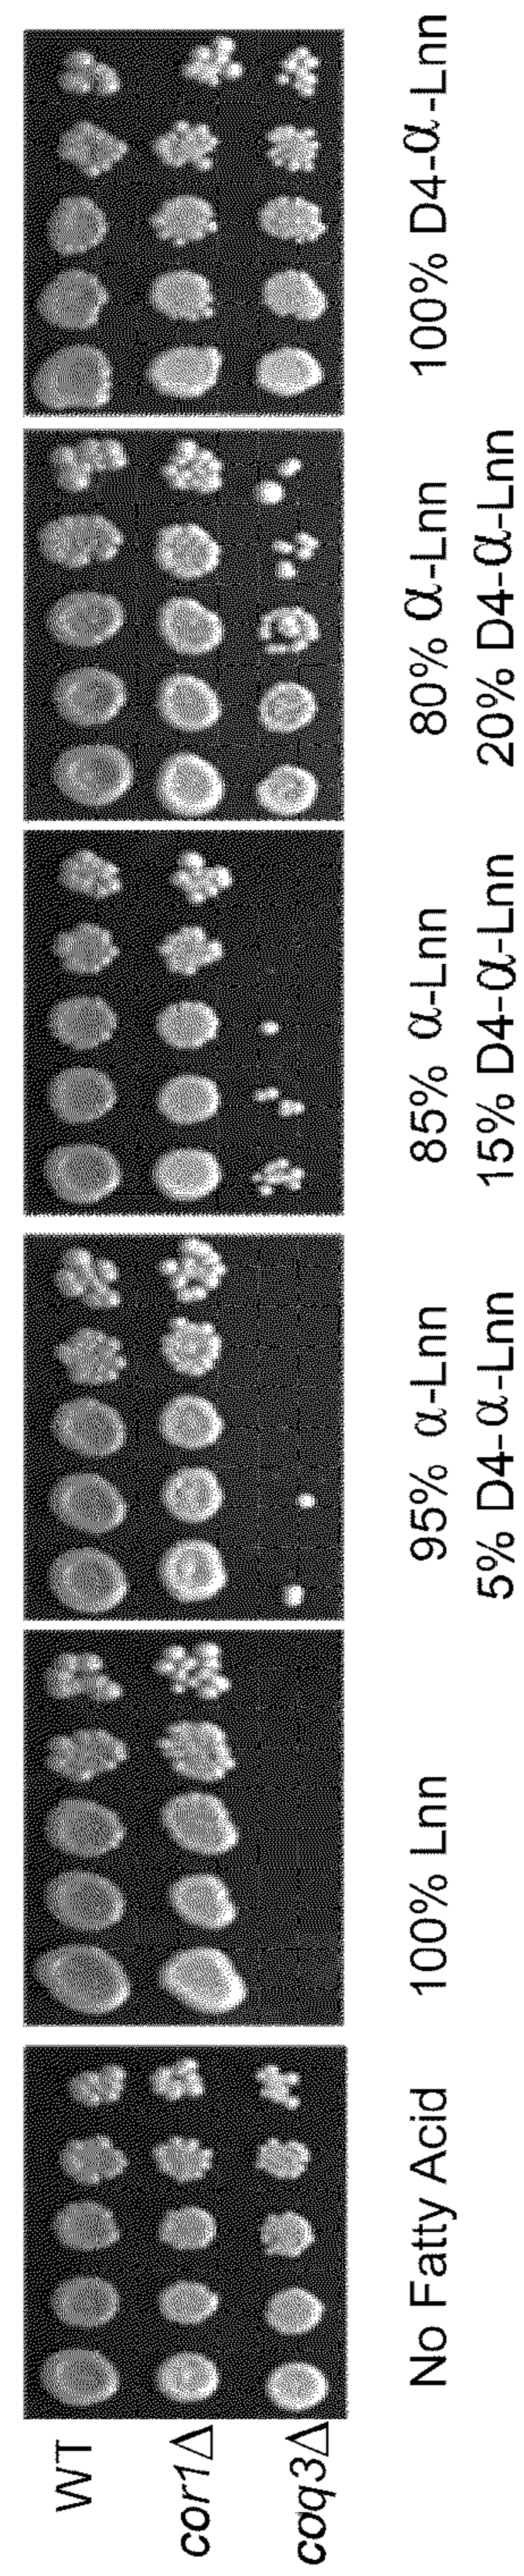 WT
cor1Δ
coq3Δ
No Fatty Acid
100% Lnn
95% α-Lnn
5% D4-α-Lnn
85% α-Lnn
15% D4-α-Lnn
80% α-Lnn
20% D4-α-Lnn
100% D4-α-Lnn